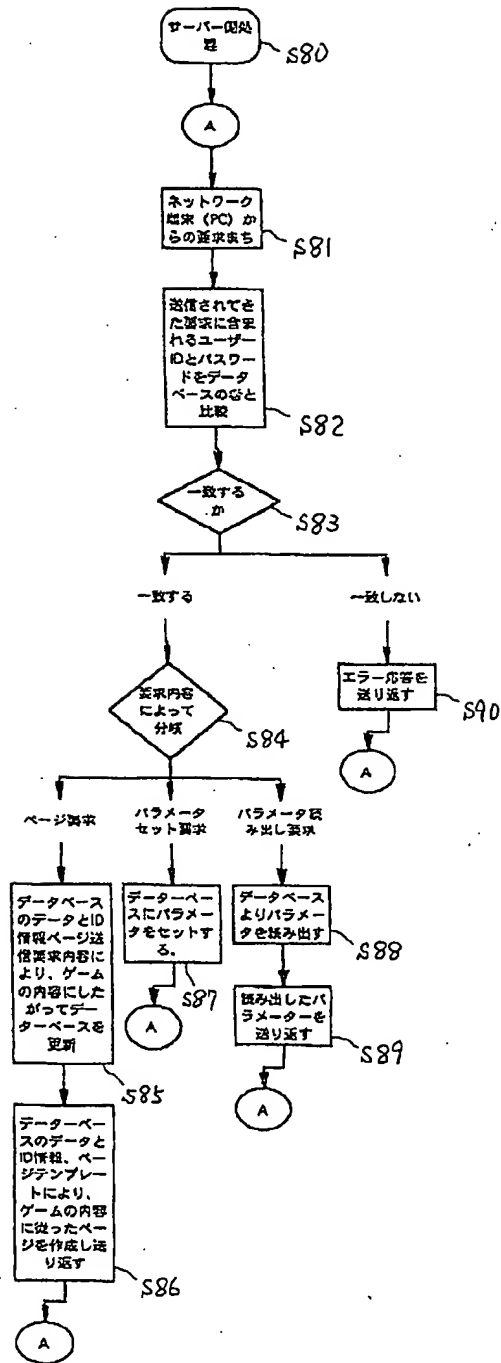 サーバー側処
理
S80
A
ネットワーク
端末 (PC) か
らの要求まち
S81
送信されてき
た要求に含ま
れるユーザー
IDとパスワー
ドをデータ
ベースの値と
比較
S82
一致する
か
S83
一致する
一致しない
要求内容
によって
分岐
S84
エラー応答を
送り返す
S90
A
ページ要求
パラメータ
セット要求
パラメータ読
み出し要求
データベース
のデータとID
情報ページ送
信要求内容に
より、ゲーム
の内容にした
がってデー
ターベースを
更新
S85
データーベー
スにパラメー
タをセットす
る。
S87
A
データベース
よりパラメー
タを読み出す
S88
読み出したパ
ラメーターを
送り返す
S89
A
データーベー
スのデータと
ID情報、ペー
ジテンプレー
トにより、
ゲームの内容
に従ったペー
ジを作成し送
り返す
S86
A